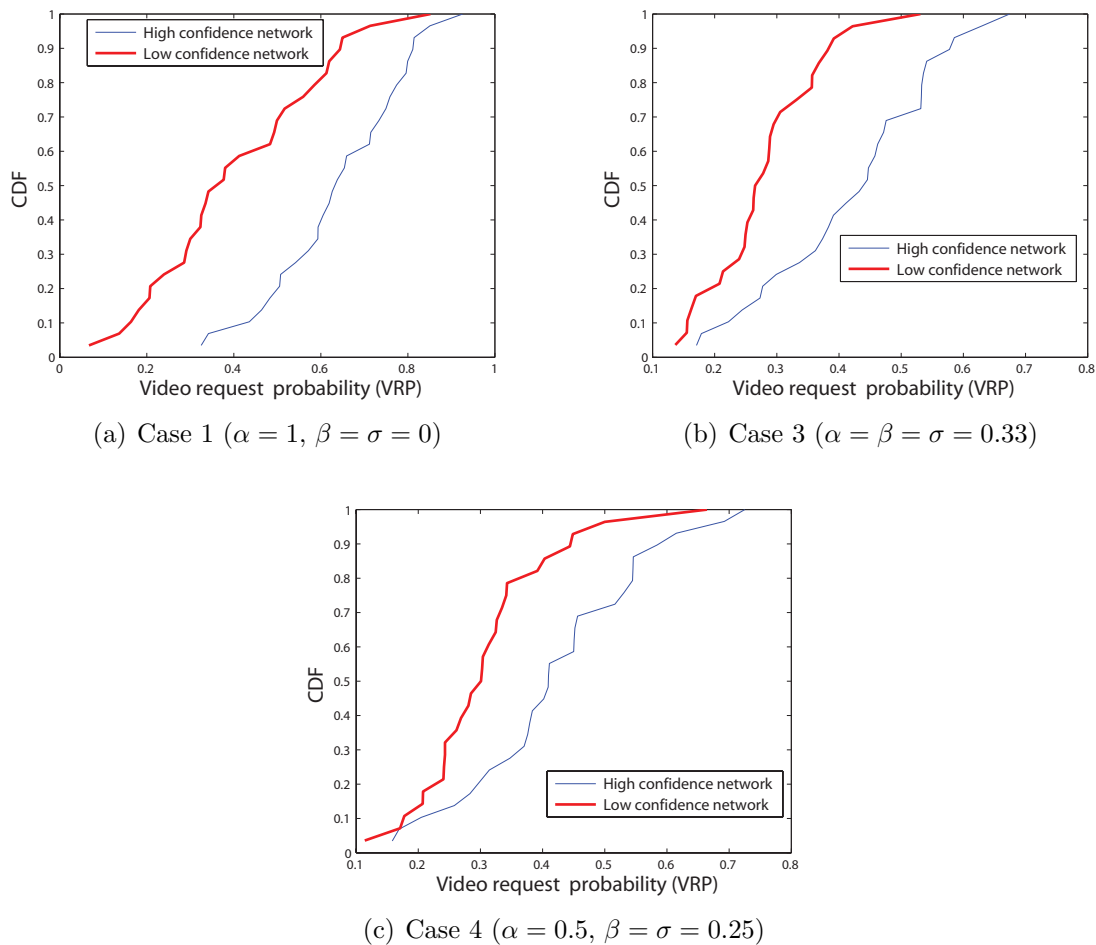 1
0.9
0.8
0.7
0.6
0.5
0.4
0.3
0.2
0.1
0
CDF
High confidence network
Low confidence network
0 0.2 0.4 0.6 0.8 1
Video request probability (VRP)
(a) Case 1 (α = 1, β = σ = 0)
1
0.9
0.8
0.7
0.6
0.5
0.4
0.3
0.2
0.1
0
CDF
High confidence network
Low confidence network
0.1 0.2 0.3 0.4 0.5 0.6 0.7 0.8
Video request probability (VRP)
(b) Case 3 (α = β = σ = 0.33)
1
0.9
0.8
0.7
0.6
0.5
0.4
0.3
0.2
0.1
0
CDF
High confidence network
Low confidence network
0.1 0.2 0.3 0.4 0.5 0.6 0.7 0.8
Video request probability (VRP)
(c) Case 4 (α = 0.5, β = σ = 0.25)